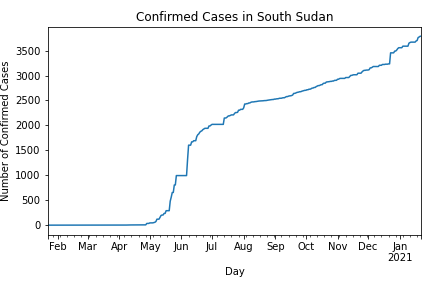 Confirmed Cases in South Sudan
Number of Confirmed Cases
3500
3000
2500
2000
1500
1000
500
0
Feb Mar Apr May Jun Jul Aug Sep Oct Nov Dec Jan
2021
Day